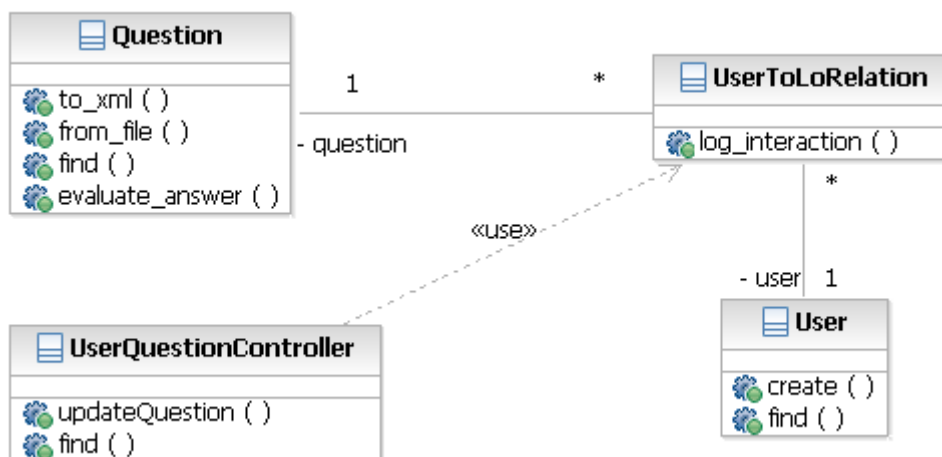 Question
to_xml ( )
from_file ( )
find ( )
evaluate_answer ( )
1
*
- question
UserToLoRelation
log_interaction ( )
*
«use»
- user 1
User
create ( )
find ( )
UserQuestionController
updateQuestion ( )
find ( )